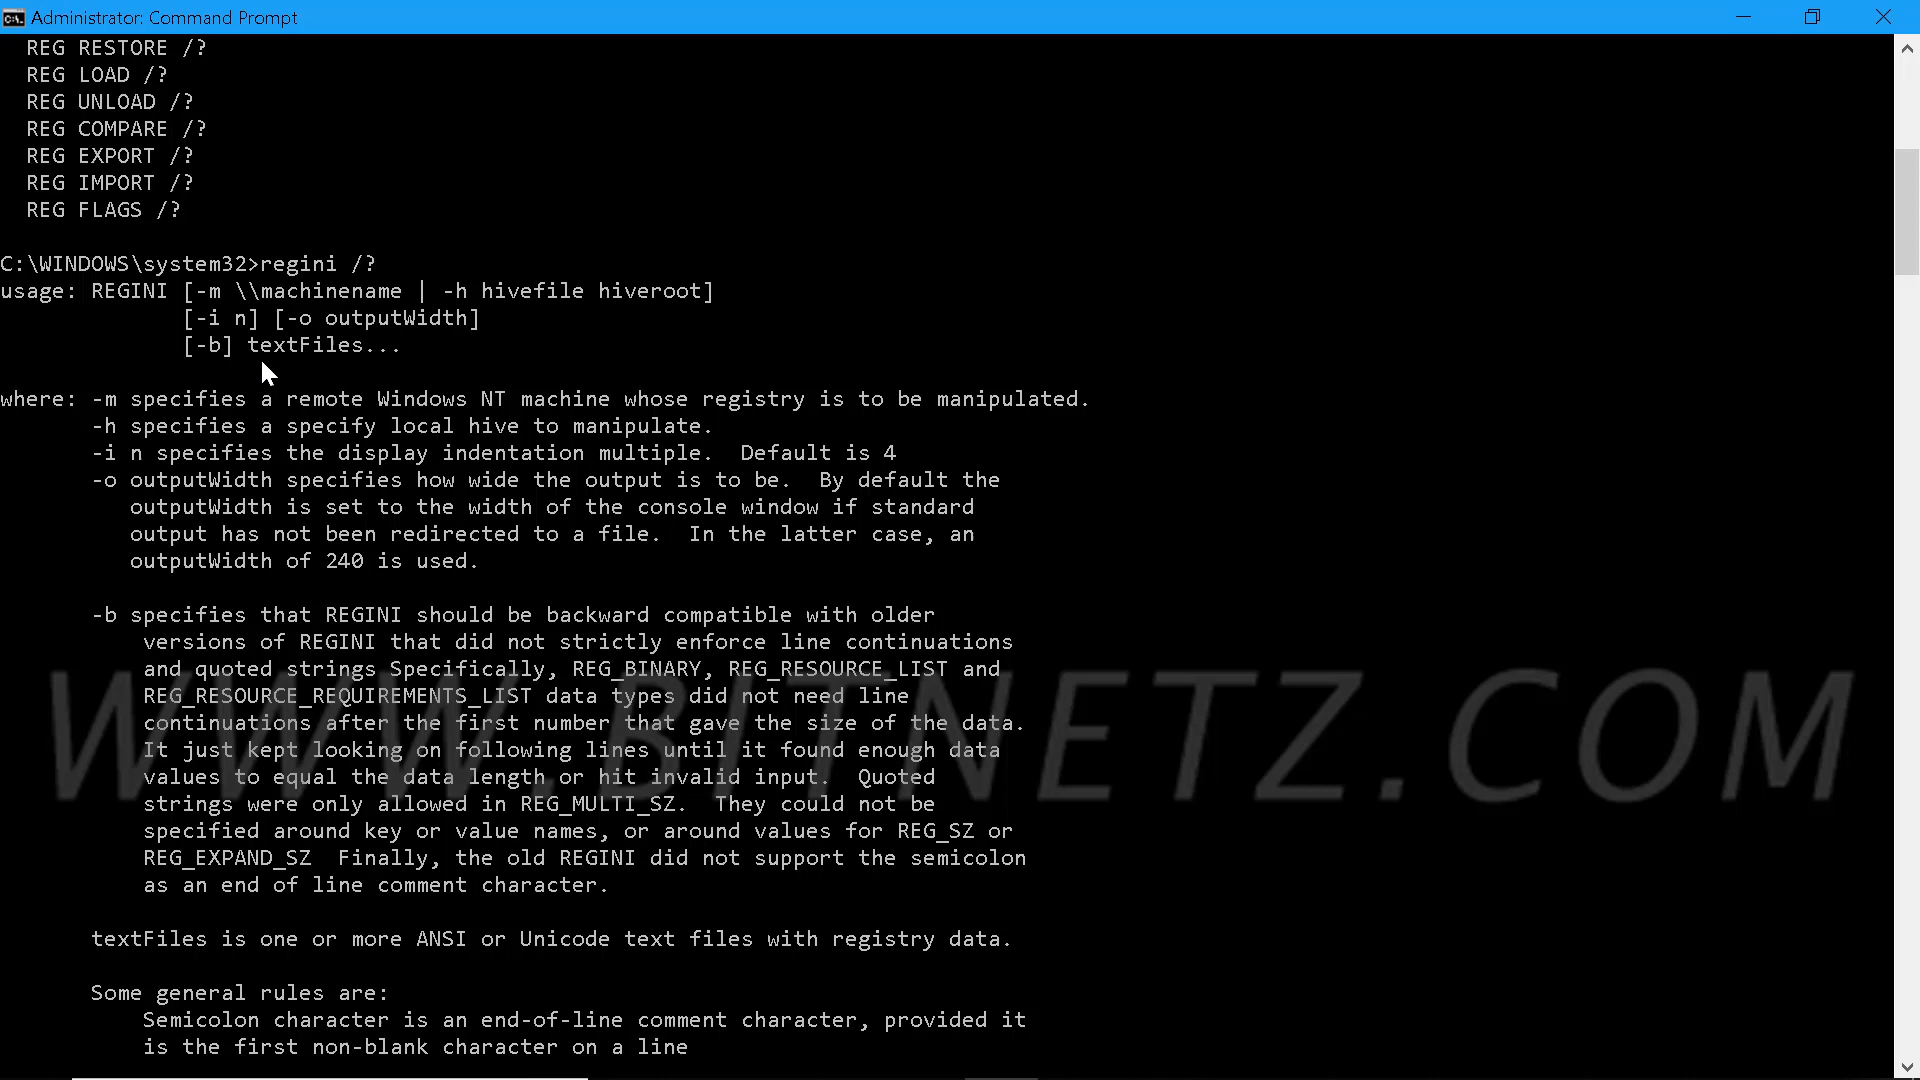 Administrator: Command Prompt
REG RESTORE /?
REG LOAD /?
REG UNLOAD /?
REG COMPARE /?
REG EXPORT /?
REG IMPORT /?
REG FLAGS /?
C:\WINDOWS\system32>regini /?
usage: REGINI [-m \\machinename | -h hivefile hiveroot]
[-i n] [-o outputWidth]
[-b] textFiles...
where: -m specifies a remote Windows NT machine whose registry is to be manipulated.
-h specifies a specify local hive to manipulate.
-i n specifies the display indentation multiple.  Default is 4
-o outputWidth specifies how wide the output is to be.  By default the
outputWidth is set to the width of the console window if standard
output has not been redirected to a file.  In the latter case, an
outputWidth of 240 is used.
-b specifies that REGINI should be backward compatible with older
versions of REGINI that did not strictly enforce line continuations
and quoted strings Specifically, REG_BINARY, REG_RESOURCE_LIST and
REG_RESOURCE_REQUIREMENTS_LIST data types did not need line
continuations after the first number that gave the size of the data.
It just kept looking on following lines until it found enough data
values to equal the data length or hit invalid input.  Quoted
strings were only allowed in REG_MULTI_SZ.  They could not be
specified around key or value names, or around values for REG_SZ or
REG_EXPAND_SZ  Finally, the old REGINI did not support the semicolon
as an end of line comment character.
textFiles is one or more ANSI or Unicode text files with registry data.
Some general rules are:
Semicolon character is an end-of-line comment character, provided it
is the first non-blank character on a line
WWW.BITNETZ.COM